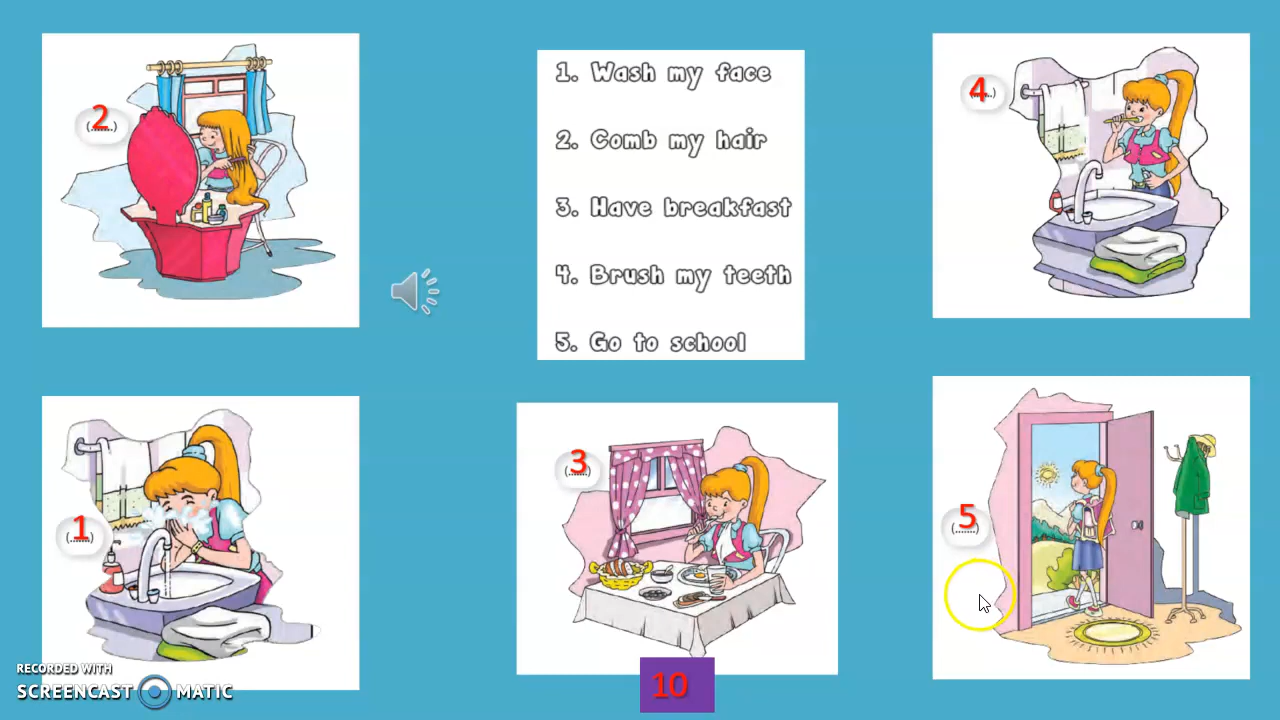 2
(.......)
1. Wash my face
2. Comb my hair
3. Have breakfast
4. Brush my teeth
5. Go to school
4
(.......)
1
(.......)
3
(.......)
5
(.......)
10
RECORDED WITH
SCREENCAST MATIC